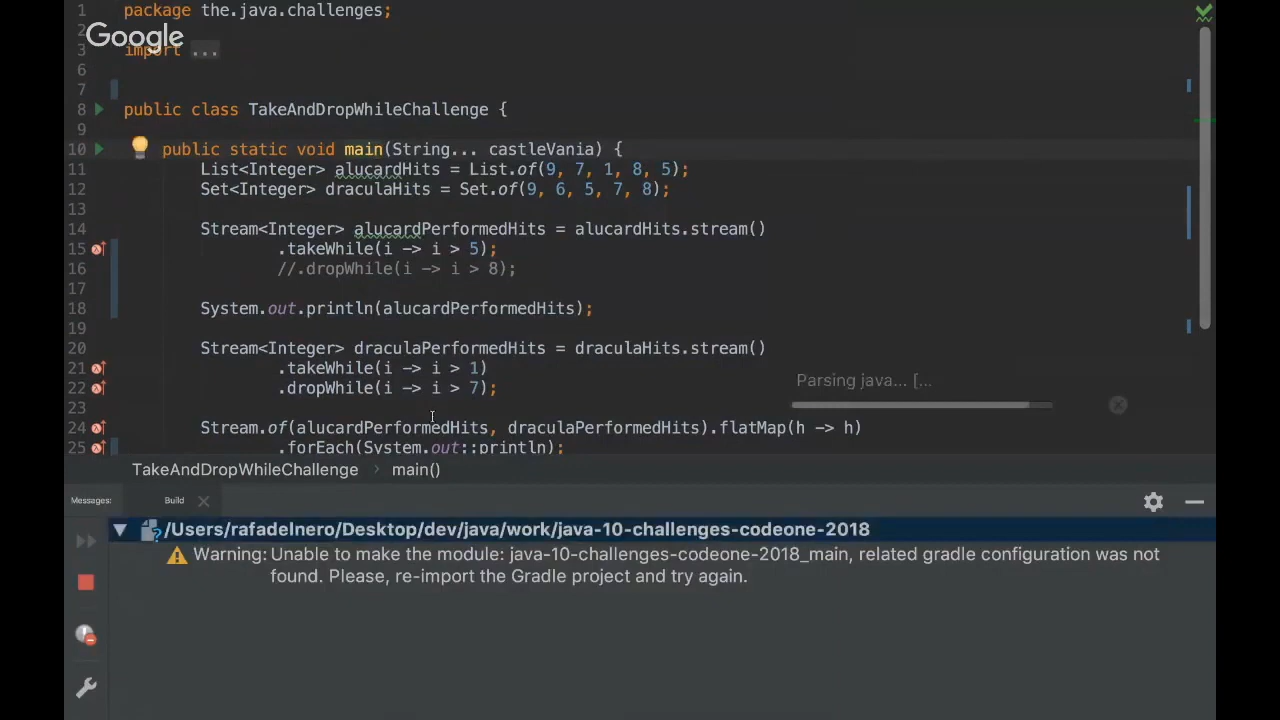 1 package the.java.challenges;
2
Google
3 import ...
6
7
8 public class TakeAndDropWhileChallenge {
9
10 public static void main(String... castleVania) {
11 List<Integer> alucardHits = List.of(9, 7, 1, 8, 5);
12 Set<Integer> draculaHits = Set.of(9, 6, 5, 7, 8);
13
14 Stream<Integer> alucardPerformedHits = alucardHits.stream()
15 .takeWhile(i -> i > 5);
16 //.dropWhile(i -> i > 8);
17
18 System.out.println(alucardPerformedHits);
19
20 Stream<Integer> draculaPerformedHits = draculaHits.stream()
21 .takeWhile(i -> i > 1)
Parsing java... [...
22 .dropWhile(i -> i > 7);
23
24 Stream.of(alucardPerformedHits, draculaPerformedHits).flatMap(h -> h)
25 .forEach(System.out::println);
TakeAndDropWhileChallenge › main()
Messages: Build
/Users/rafadelnero/Desktop/dev/java/work/java-10-challenges-codeone-2018
Warning: Unable to make the module: java-10-challenges-codeone-2018_main, related gradle configuration was not
found. Please, re-import the Gradle project and try again.